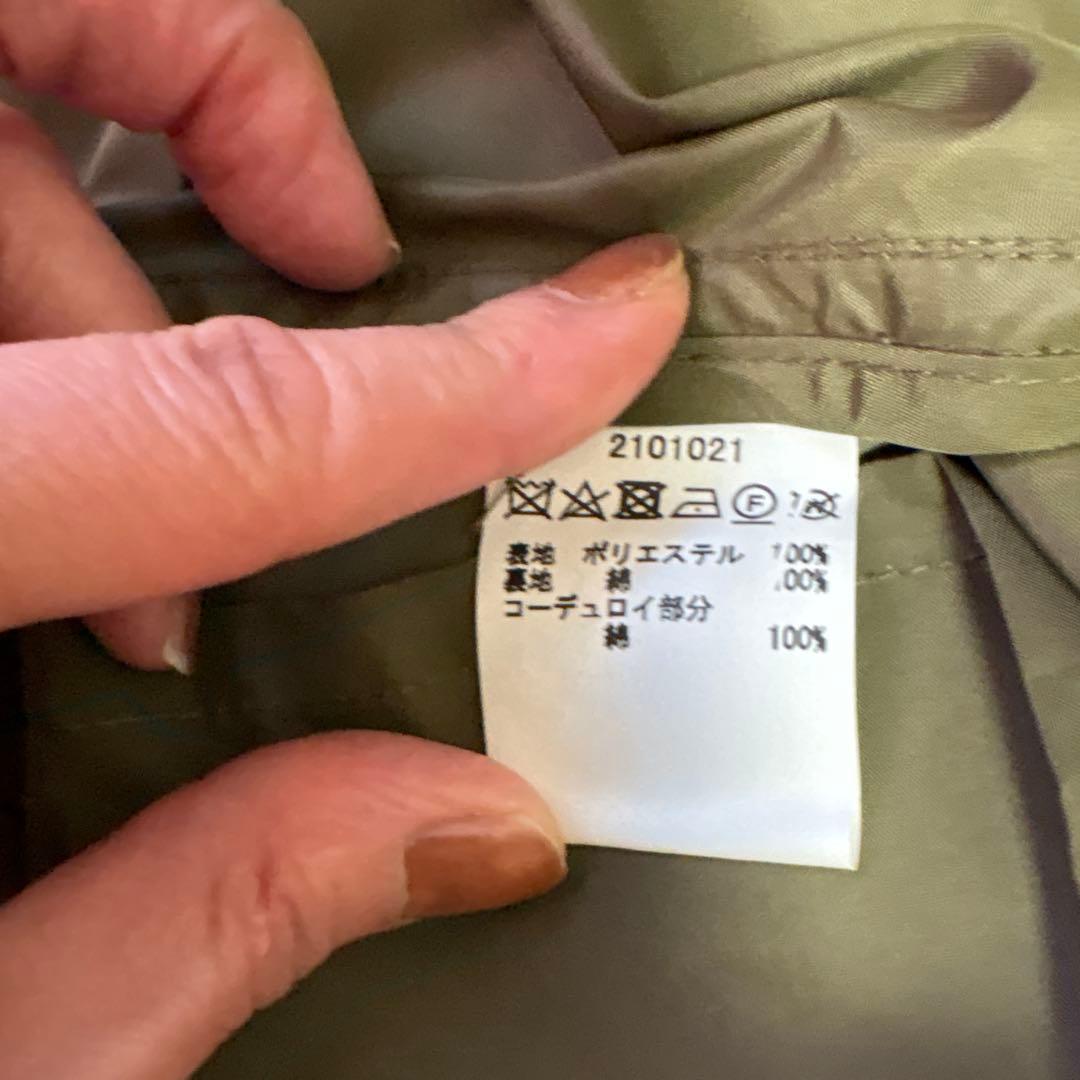 2101021
F
表地 ポリエステル 100%
裏地 綿 100%
コーデュロイ部分
綿 100%